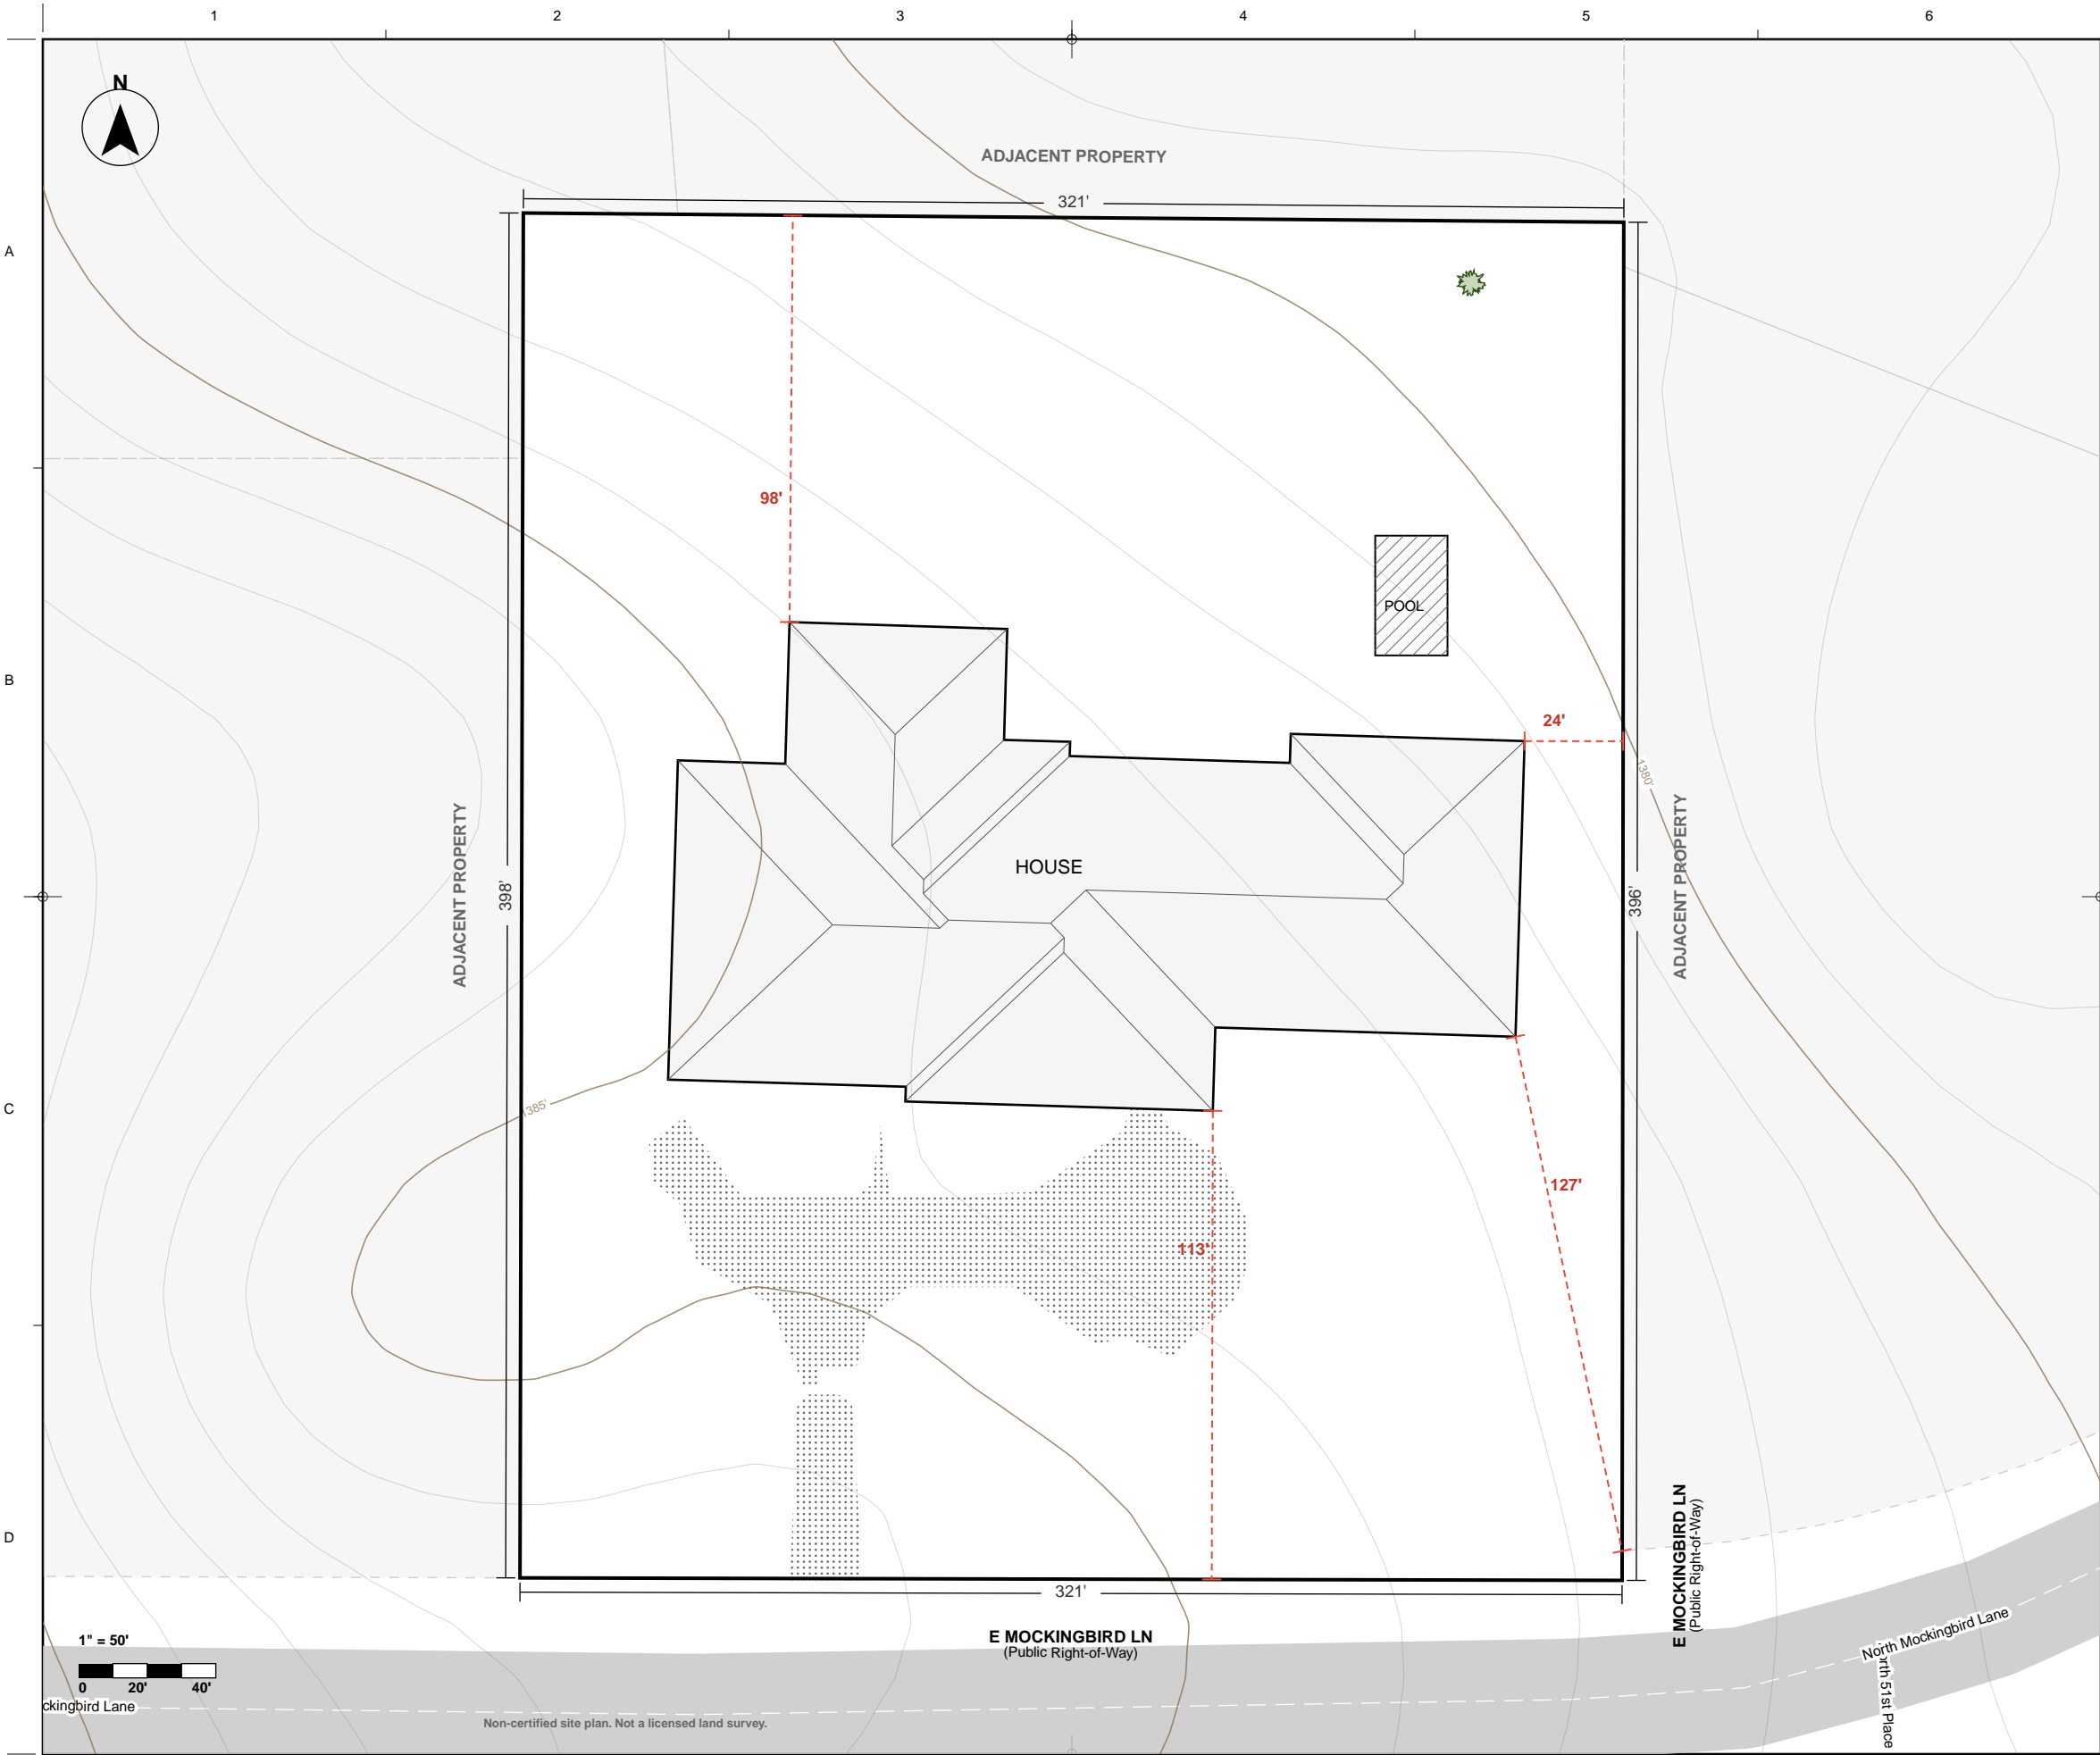 1 2 3 4 5 6
N
ADJACENT PROPERTY
321'
A
98'
POOL
B
24'
1380'
HOUSE
ADJACENT PROPERTY
398'
396'
ADJACENT PROPERTY
C
1385'
127'
113'
D
321'
E MOCKINGBIRD LN
(Public Right-of-Way)
E MOCKINGBIRD LN
(Public Right-of-Way)
North Mockingbird Lane
orth 51st Place
1" = 50'
0 20' 40'
ckingbird Lane
Non-certified site plan. Not a licensed land survey.